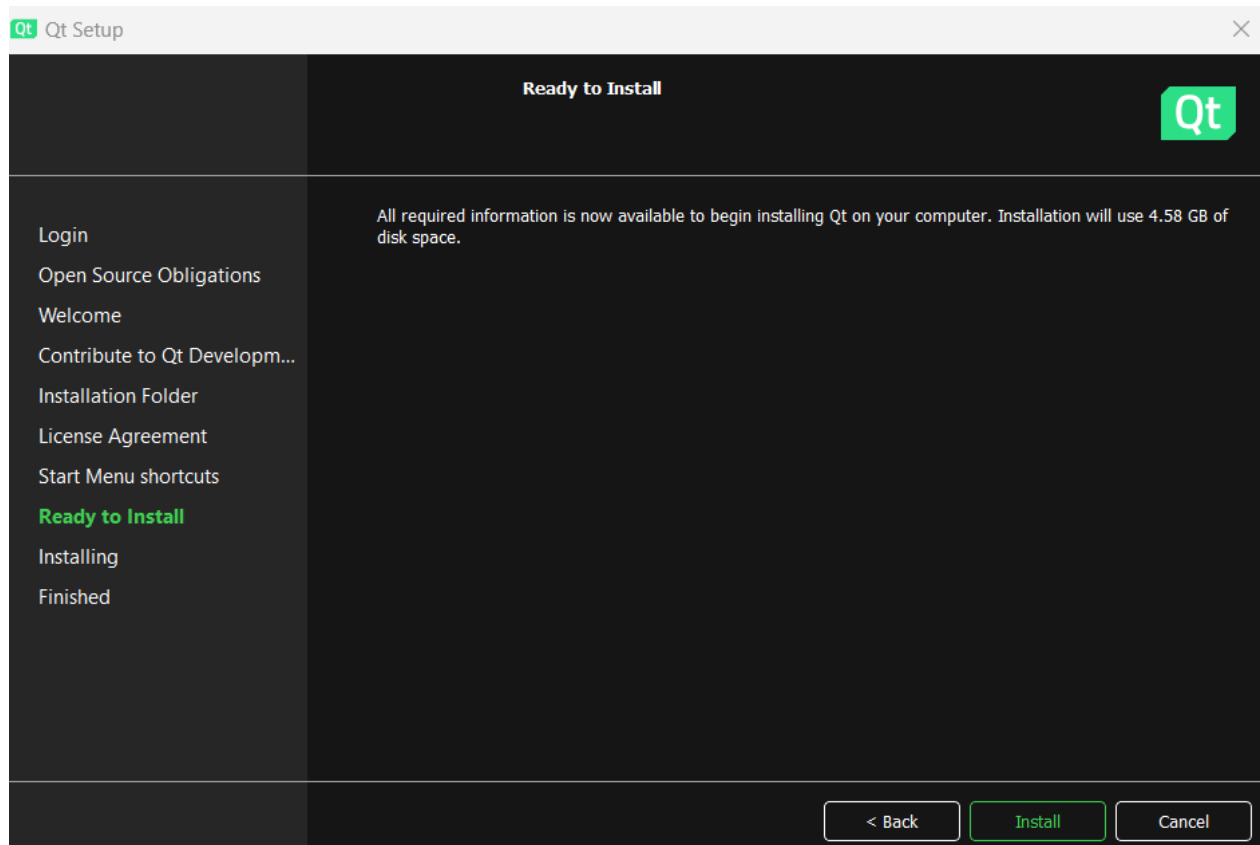 Qt Qt Setup
Ready to Install
Qt
All required information is now available to begin installing Qt on your computer. Installation will use 4.58 GB of
disk space.
Login
Open Source Obligations
Welcome
Contribute to Qt Developm...
Installation Folder
License Agreement
Start Menu shortcuts
Ready to Install
Installing
Finished
< Back Install Cancel